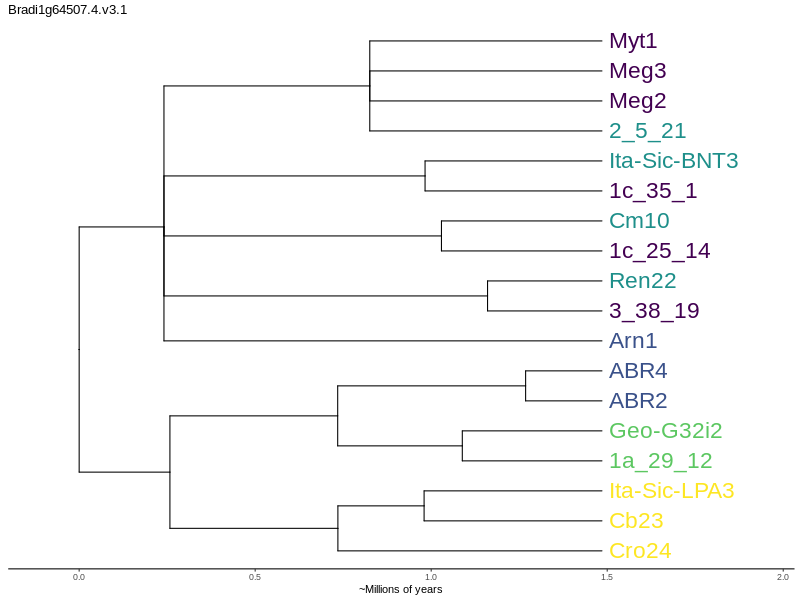 Bradi1g64507.4.v3.1
Myt1
Meg3
Meg2
2_5_21
Ita-Sic-BNT3
1c_35_1
Cm10
1c_25_14
Ren22
3_38_19
Arn1
ABR4
ABR2
Geo-G32i2
1a_29_12
Ita-Sic-LPA3
Cb23
Cro24
0.0 0.5 1.0 1.5 2.0
~Millions of years